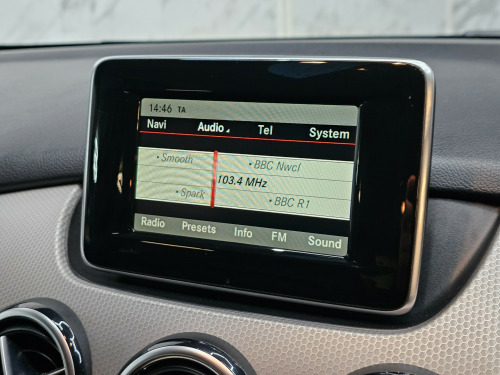 14:46 TA
Navi Audio Tel System
• Smooth • BBC Nwcl
103.4 MHz
• Spark • BBC R1
Radio Presets Info FM Sound